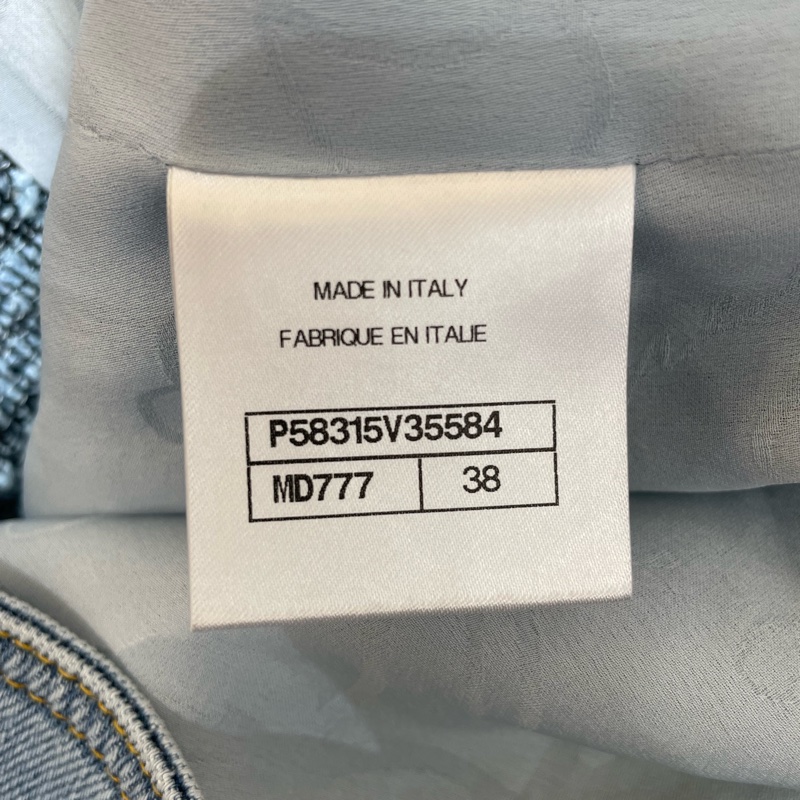 MADE IN ITALY
FABRIQUE EN ITALIE
P58315V35584
MD777 38